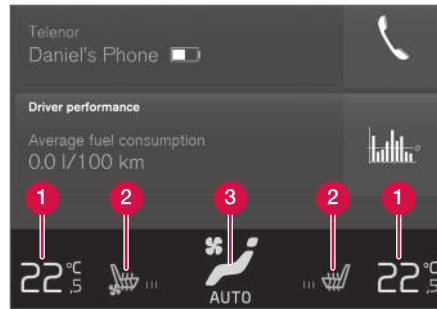 Telenor
Daniel's Phone
Driver performance
Average fuel consumption
0.0 l/100 km
1 2 3 2 1
22 °C ,5 AUTO 22 °C ,5